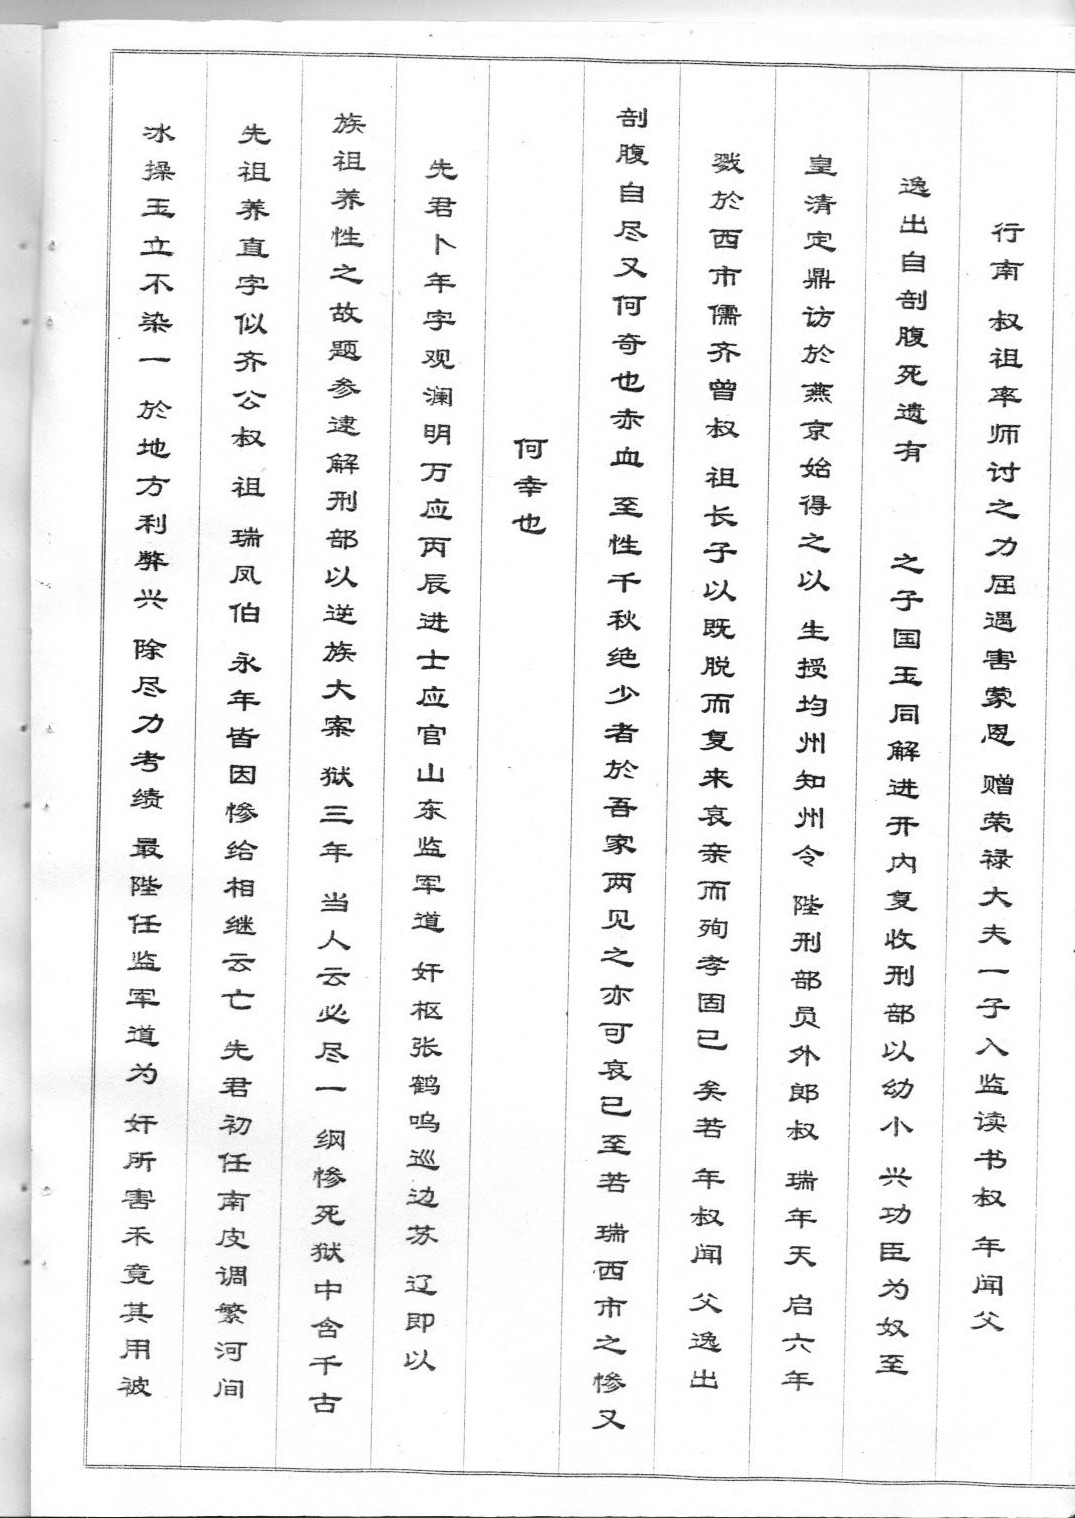 行南 叔祖率师讨之力屈遇害蒙恩 赠荣禄大夫一子入监读书叔 年闻父
逸出自剖腹死遗有 之子国玉同解进开内复收刑部以幼小 兴功臣为奴至
皇清定鼎访於燕京始得之以 生授均州知州令 陛刑部员外郎叔 瑞年天 启六年
戮於西市儒齐曾叔 祖长子以既脱而复来哀亲而殉孝固已 矣若 年叔闻 父逸出
剖腹自尽又何奇也赤血 至性千秋绝少者於吾家两见之亦可哀已至若 瑞西市之惨又
何幸也
先君卜年字观澜明万应丙辰进士应官山东监军道 奸枢张鹤鸣巡边苏 辽即以
族祖养性之故题参逮解刑部以逆族大案 狱三年 当人云必尽一 纲惨死狱中含千古
先祖养直字似齐公叔 祖 瑞凤伯 永年皆因惨给相继云亡 先君初任南皮调繁河间
冰操玉立不染一 於地方利弊兴 除尽力考绩 最陛任监军道为 奸所害禾竟其用被